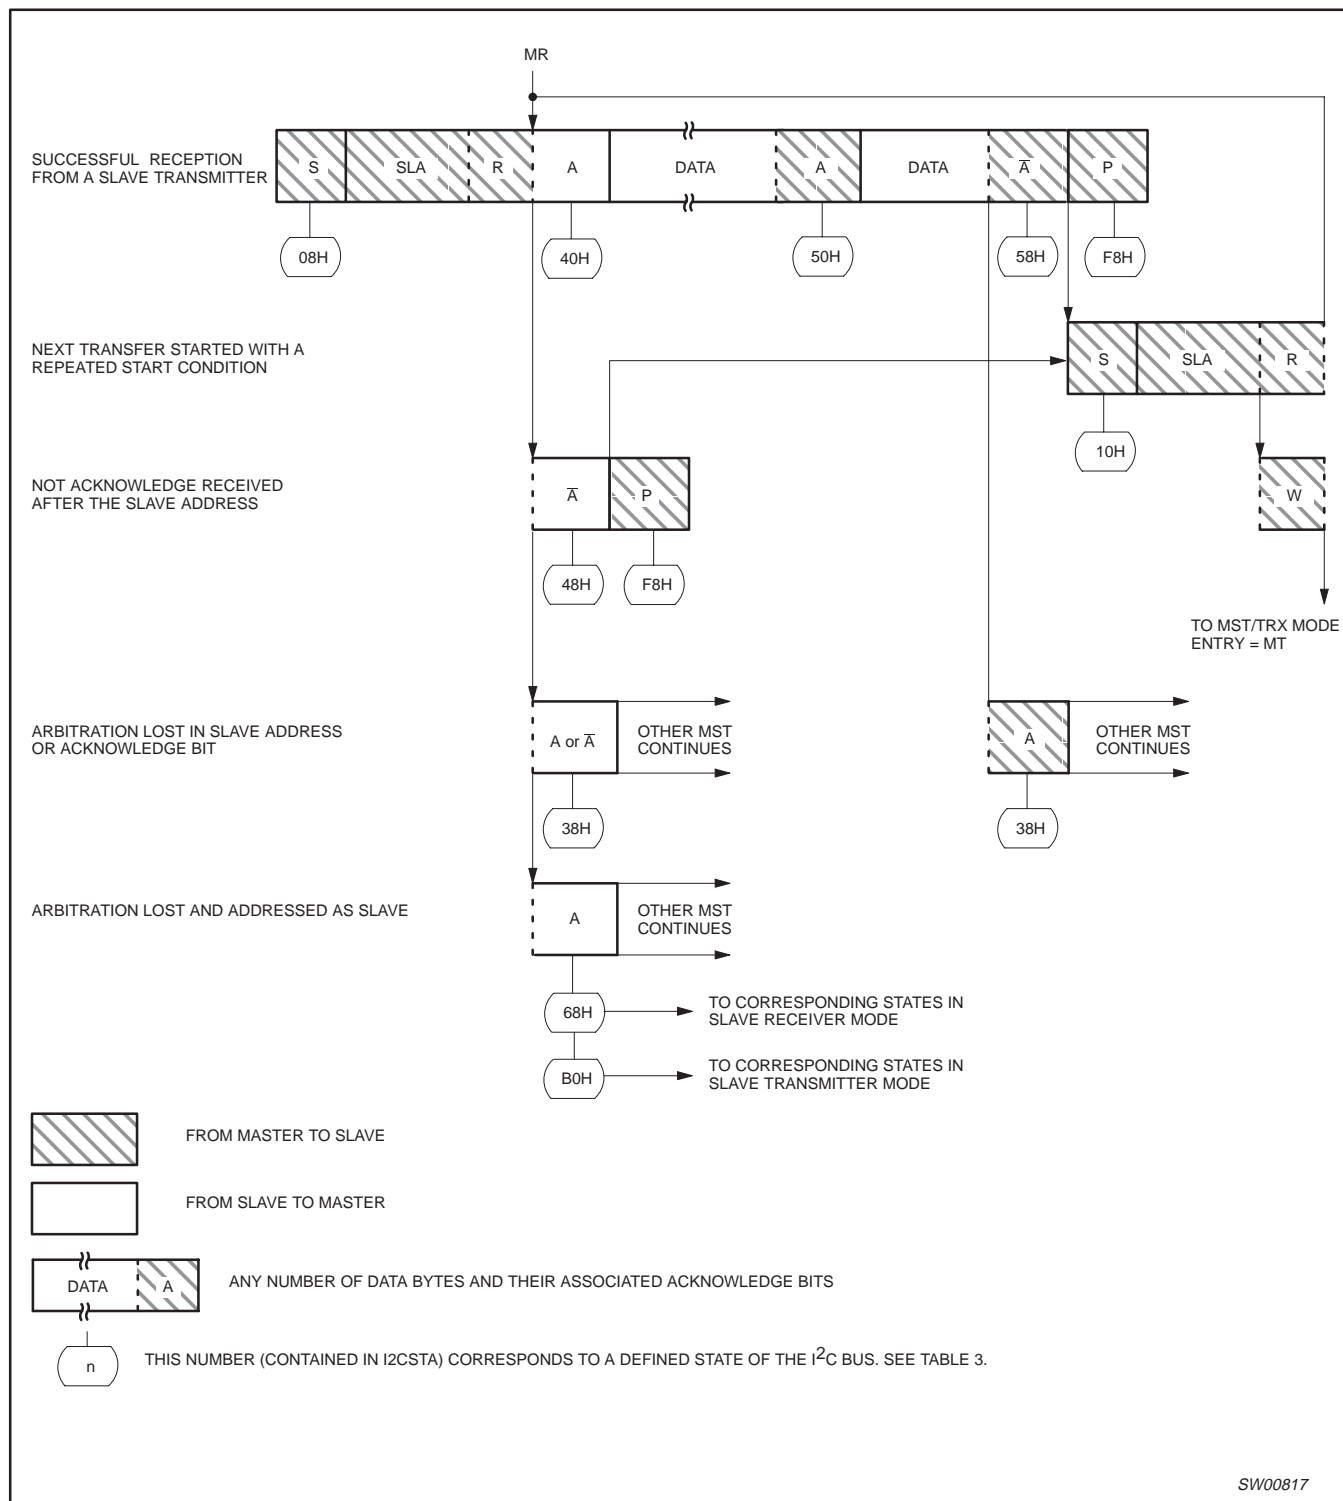 MR
SUCCESSFUL RECEPTION
FROM A SLAVE TRANSMITTER
S SLA R A DATA A DATA A̅ P
08H 40H 50H 58H F8H
NEXT TRANSFER STARTED WITH A
REPEATED START CONDITION
S SLA R
10H
NOT ACKNOWLEDGE RECEIVED
AFTER THE SLAVE ADDRESS
A̅ P W
48H F8H
TO MST/TRX MODE
ENTRY = MT
ARBITRATION LOST IN SLAVE ADDRESS
OR ACKNOWLEDGE BIT
A or A̅
OTHER MST
CONTINUES
A
OTHER MST
CONTINUES
38H 38H
ARBITRATION LOST AND ADDRESSED AS SLAVE
A
OTHER MST
CONTINUES
68H
TO CORRESPONDING STATES IN
SLAVE RECEIVER MODE
B0H
TO CORRESPONDING STATES IN
SLAVE TRANSMITTER MODE
FROM MASTER TO SLAVE
FROM SLAVE TO MASTER
DATA A ANY NUMBER OF DATA BYTES AND THEIR ASSOCIATED ACKNOWLEDGE BITS
n THIS NUMBER (CONTAINED IN I2CSTA) CORRESPONDS TO A DEFINED STATE OF THE I²C BUS. SEE TABLE 3.
SW00817